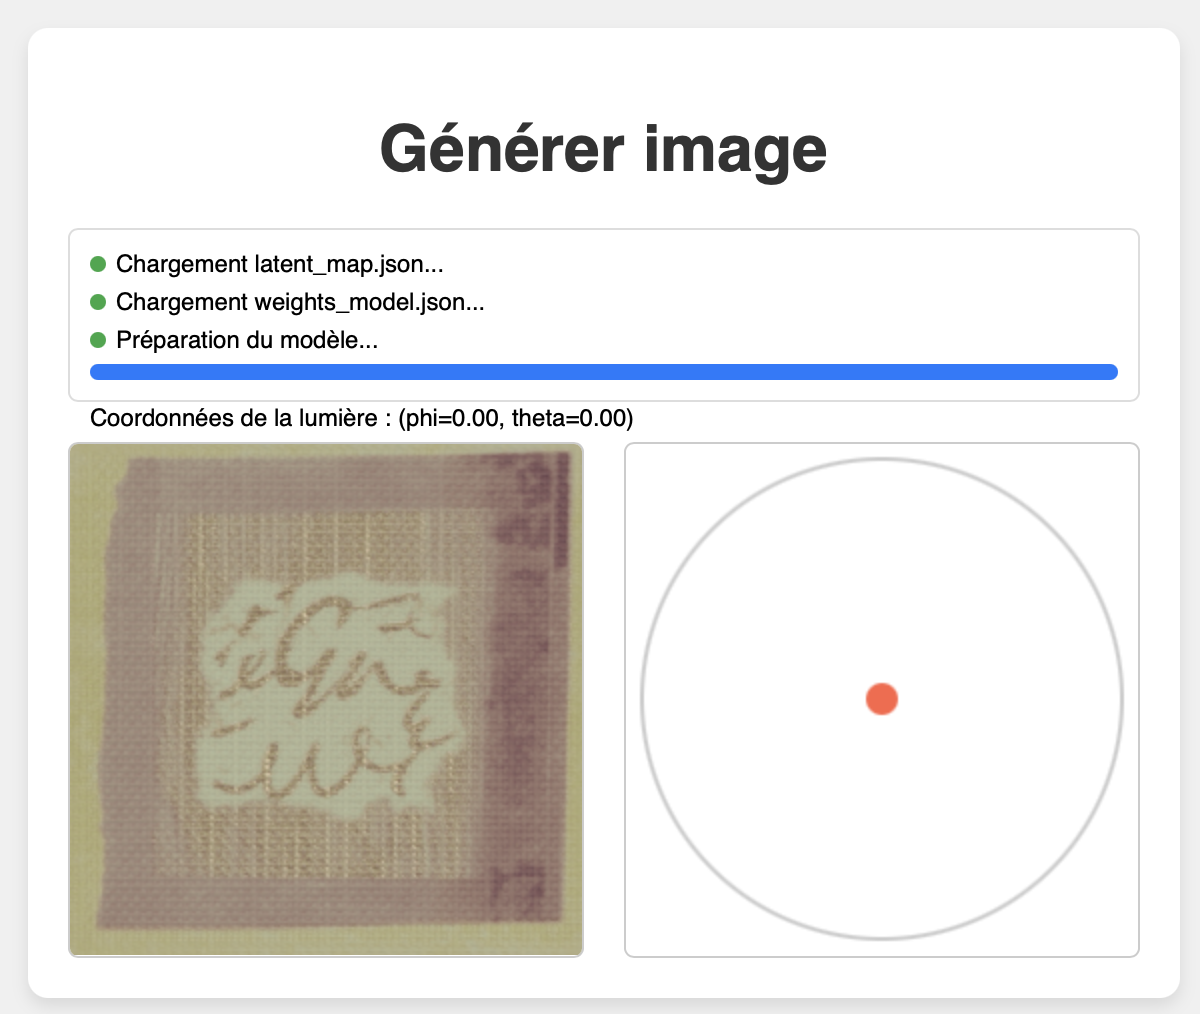 Générer image
Chargement latent_map.json...
Chargement weights_model.json...
Préparation du modèle...
Coordonnées de la lumière : (phi=0.00, theta=0.00)